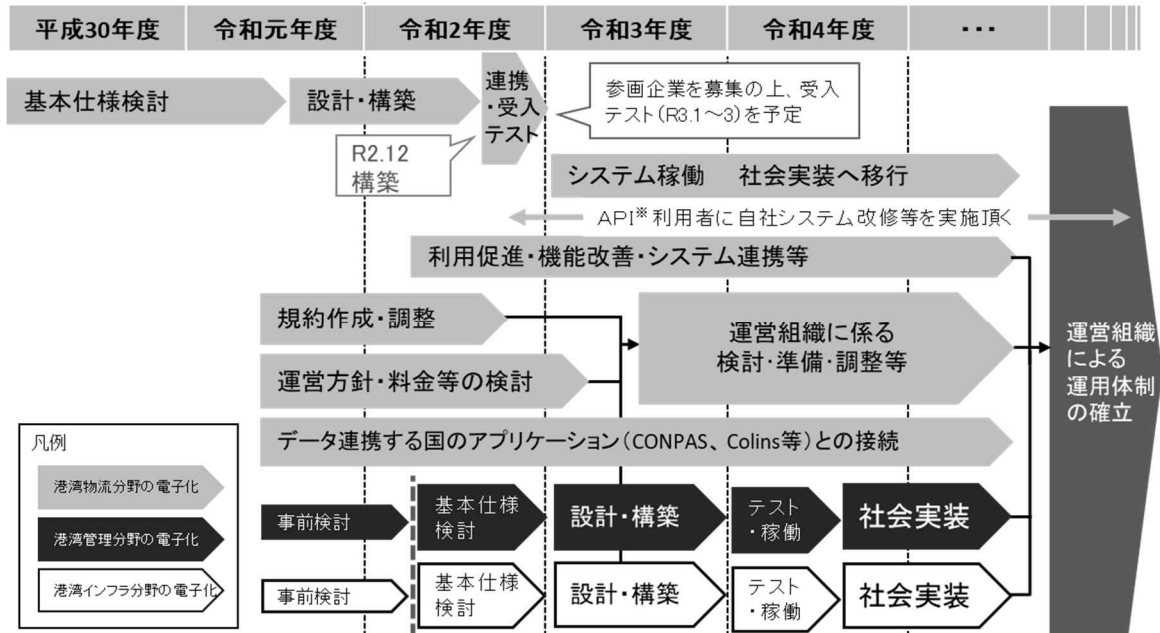 平成30年度
令和元年度
令和2年度
令和3年度
令和4年度
・・・
基本仕様検討
設計・構築
連携
・受入
テスト
参画企業を募集の上、受入
テスト(R3.1～3)を予定
R2.12
構築
システム稼働　社会実装へ移行
API※利用者に自社システム改修等を実施頂く
利用促進・機能改善・システム連携等
規約作成・調整
運営組織に係る
検討・準備・調整等
運営方針・料金等の検討
データ連携する国のアプリケーション(CONPAS、Colins等)との接続
運営組織
による
運用体制
の確立
凡例
港湾物流分野の電子化
港湾管理分野の電子化
港湾インフラ分野の電子化
事前検討
基本仕様
検討
設計・構築
テスト
・稼働
社会実装
事前検討
基本仕様
検討
設計・構築
テスト
・稼働
社会実装